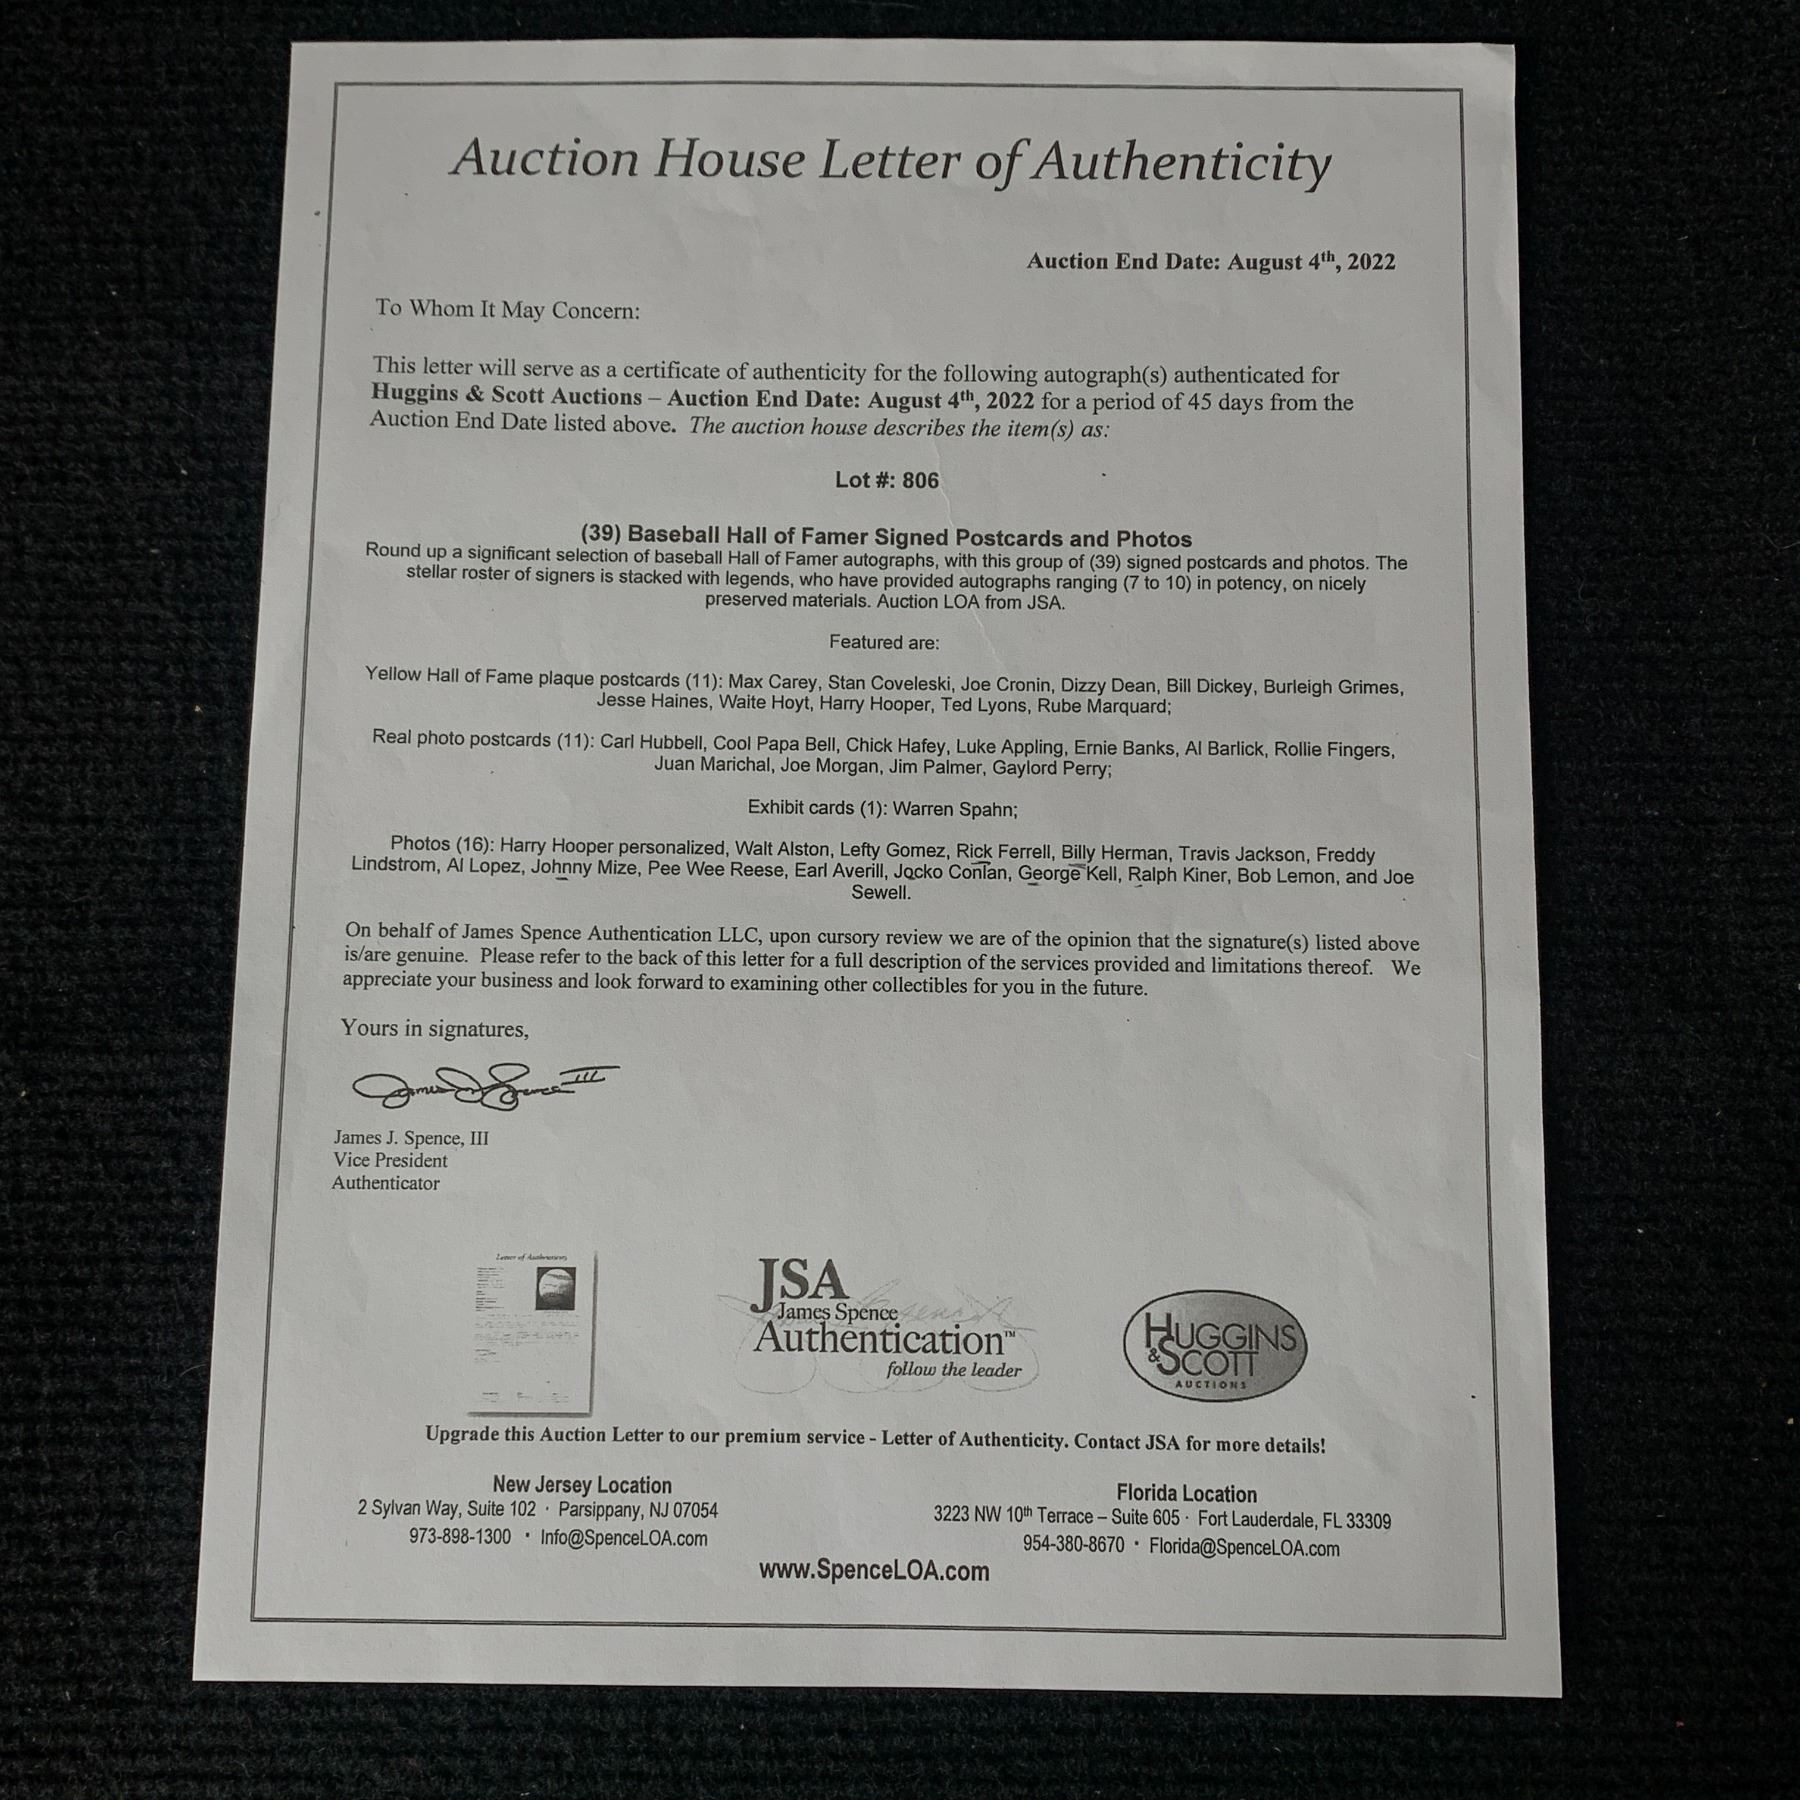 Auction House Letter of Authenticity
Auction End Date: August 4th, 2022
To Whom It May Concern:
This letter will serve as a certificate of authenticity for the following autograph(s) authenticated for
Huggins & Scott Auctions – Auction End Date: August 4th, 2022 for a period of 45 days from the
Auction End Date listed above. The auction house describes the item(s) as:
Lot #: 806
(39) Baseball Hall of Famer Signed Postcards and Photos
Round up a significant selection of baseball Hall of Famer autographs, with this group of (39) signed postcards and photos. The
stellar roster of signers is stacked with legends, who have provided autographs ranging (7 to 10) in potency, on nicely
preserved materials. Auction LOA from JSA.
Featured are:
Yellow Hall of Fame plaque postcards (11): Max Carey, Stan Coveleski, Joe Cronin, Dizzy Dean, Bill Dickey, Burleigh Grimes,
Jesse Haines, Waite Hoyt, Harry Hooper, Ted Lyons, Rube Marquard;
Real photo postcards (11): Carl Hubbell, Cool Papa Bell, Chick Hafey, Luke Appling, Ernie Banks, Al Barlick, Rollie Fingers,
Juan Marichal, Joe Morgan, Jim Palmer, Gaylord Perry;
Exhibit cards (1): Warren Spahn;
Photos (16): Harry Hooper personalized, Walt Alston, Lefty Gomez, Rick Ferrell, Billy Herman, Travis Jackson, Freddy
Lindstrom, Al Lopez, Johnny Mize, Pee Wee Reese, Earl Averill, Jocko Conlan, George Kell, Ralph Kiner, Bob Lemon, and Joe
Sewell.
On behalf of James Spence Authentication LLC, upon cursory review we are of the opinion that the signature(s) listed above
is/are genuine. Please refer to the back of this letter for a full description of the services provided and limitations thereof. We
appreciate your business and look forward to examining other collectibles for you in the future.
Yours in signatures,
James J. Spence III
James J. Spence, III
Vice President
Authenticator
Letter of Authenticity
JSA
James Spence
Authentication™
follow the leader
HUGGINS
& SCOTT
AUCTIONS
Upgrade this Auction Letter to our premium service - Letter of Authenticity. Contact JSA for more details!
New Jersey Location
2 Sylvan Way, Suite 102 · Parsippany, NJ 07054
973-898-1300 · Info@SpenceLOA.com
Florida Location
3223 NW 10th Terrace – Suite 605 · Fort Lauderdale, FL 33309
954-380-8670 · Florida@SpenceLOA.com
www.SpenceLOA.com